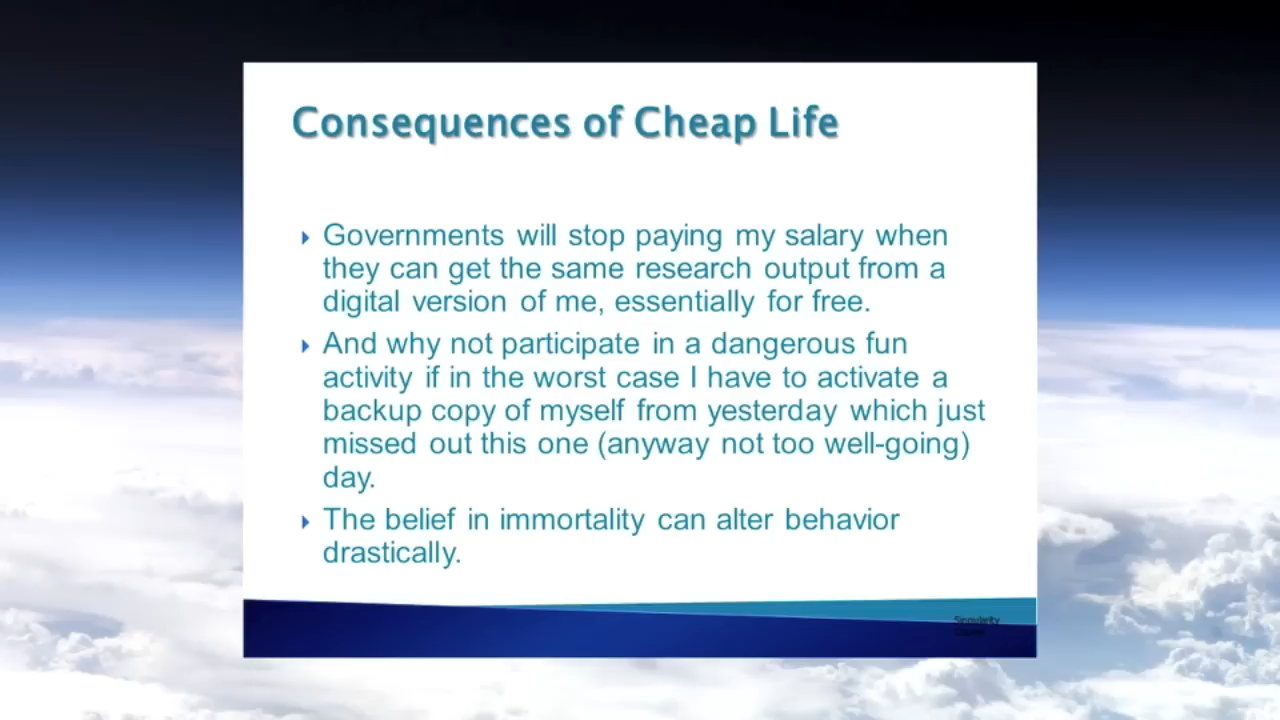 Consequences of Cheap Life
Governments will stop paying my salary when
they can get the same research output from a
digital version of me, essentially for free.
And why not participate in a dangerous fun
activity if in the worst case I have to activate a
backup copy of myself from yesterday which just
missed out this one (anyway not too well-going)
day.
The belief in immortality can alter behavior
drastically.
Singularity